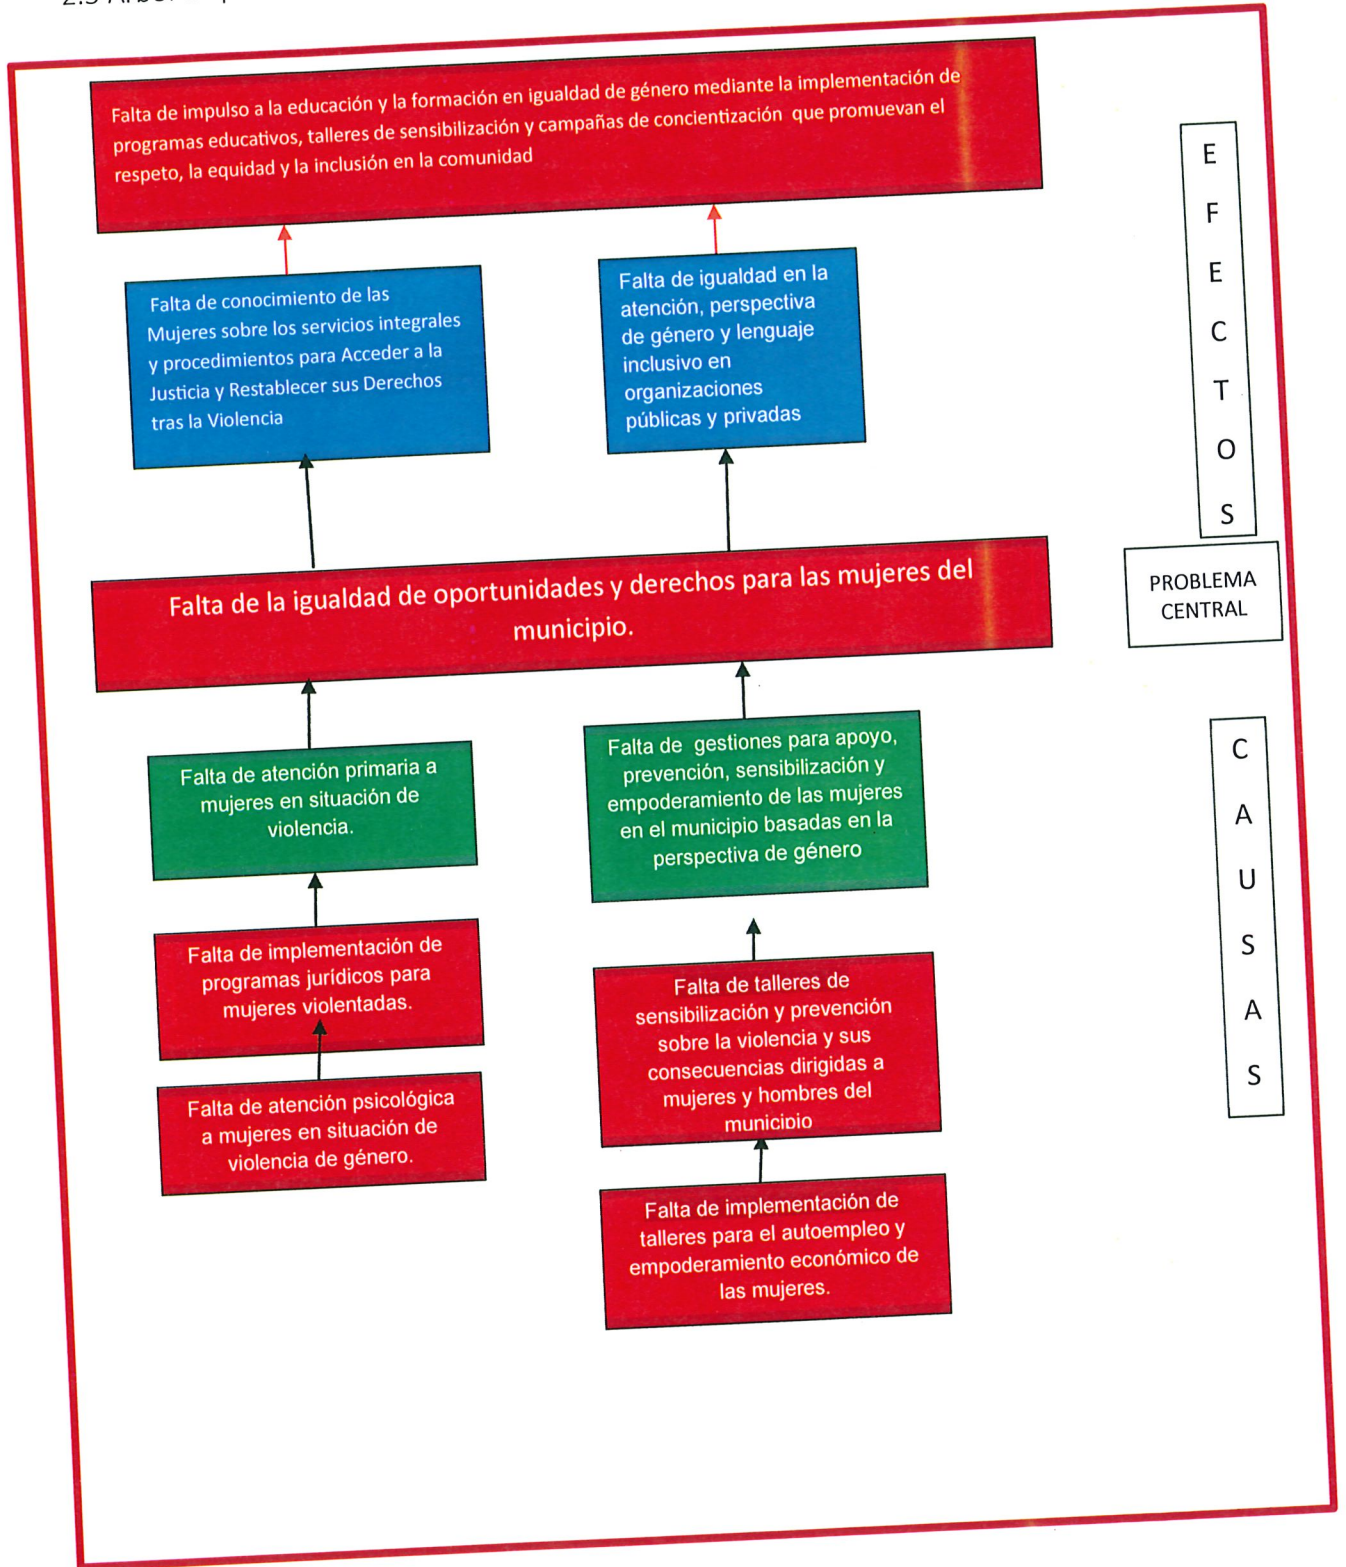 Falta de impulso a la educación y la formación en igualdad de género mediante la implementación de
programas educativos, talleres de sensibilización y campañas de concientización que promuevan el
respeto, la equidad y la inclusión en la comunidad
Falta de conocimiento de las
Mujeres sobre los servicios integrales
y procedimientos para Acceder a la
Justicia y Restablecer sus Derechos
tras la Violencia
Falta de igualdad en la
atención, perspectiva
de género y lenguaje
inclusivo en
organizaciones
públicas y privadas
E
F
E
C
T
O
S
Falta de la igualdad de oportunidades y derechos para las mujeres del
municipio.
PROBLEMA
CENTRAL
Falta de atención primaria a
mujeres en situación de
violencia.
Falta de gestiones para apoyo,
prevención, sensibilización y
empoderamiento de las mujeres
en el municipio basadas en la
perspectiva de género
Falta de implementación de
programas jurídicos para
mujeres violentadas.
Falta de talleres de
sensibilización y prevención
sobre la violencia y sus
consecuencias dirigidas a
mujeres y hombres del
municipio
Falta de atención psicológica
a mujeres en situación de
violencia de género.
Falta de implementación de
talleres para el autoempleo y
empoderamiento económico de
las mujeres.
C
A
U
S
A
S